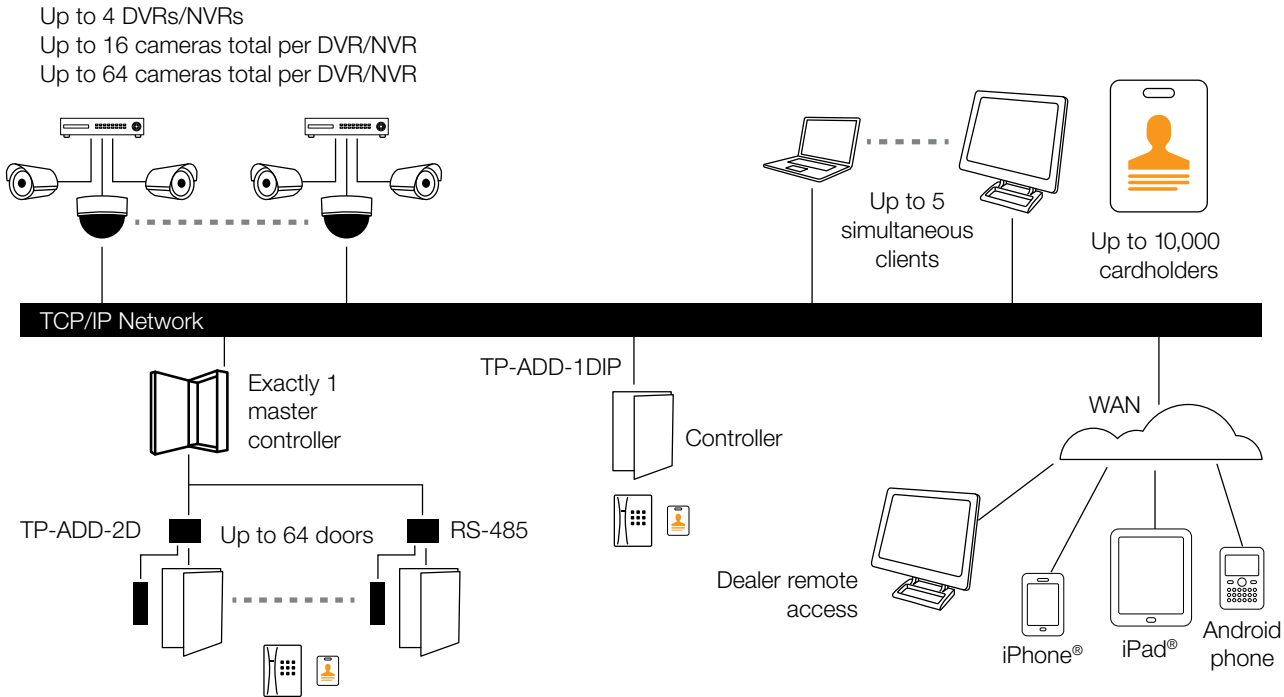 Up to 4 DVRs/NVRs
Up to 16 cameras total per DVR/NVR
Up to 64 cameras total per DVR/NVR
Up to 5
simultaneous
clients
Up to 10,000
cardholders
TCP/IP Network
Exactly 1
master
controller
TP-ADD-1DIP
Controller
WAN
TP-ADD-2D
Up to 64 doors
RS-485
Dealer remote
access
iPhone®
iPad®
Android
phone